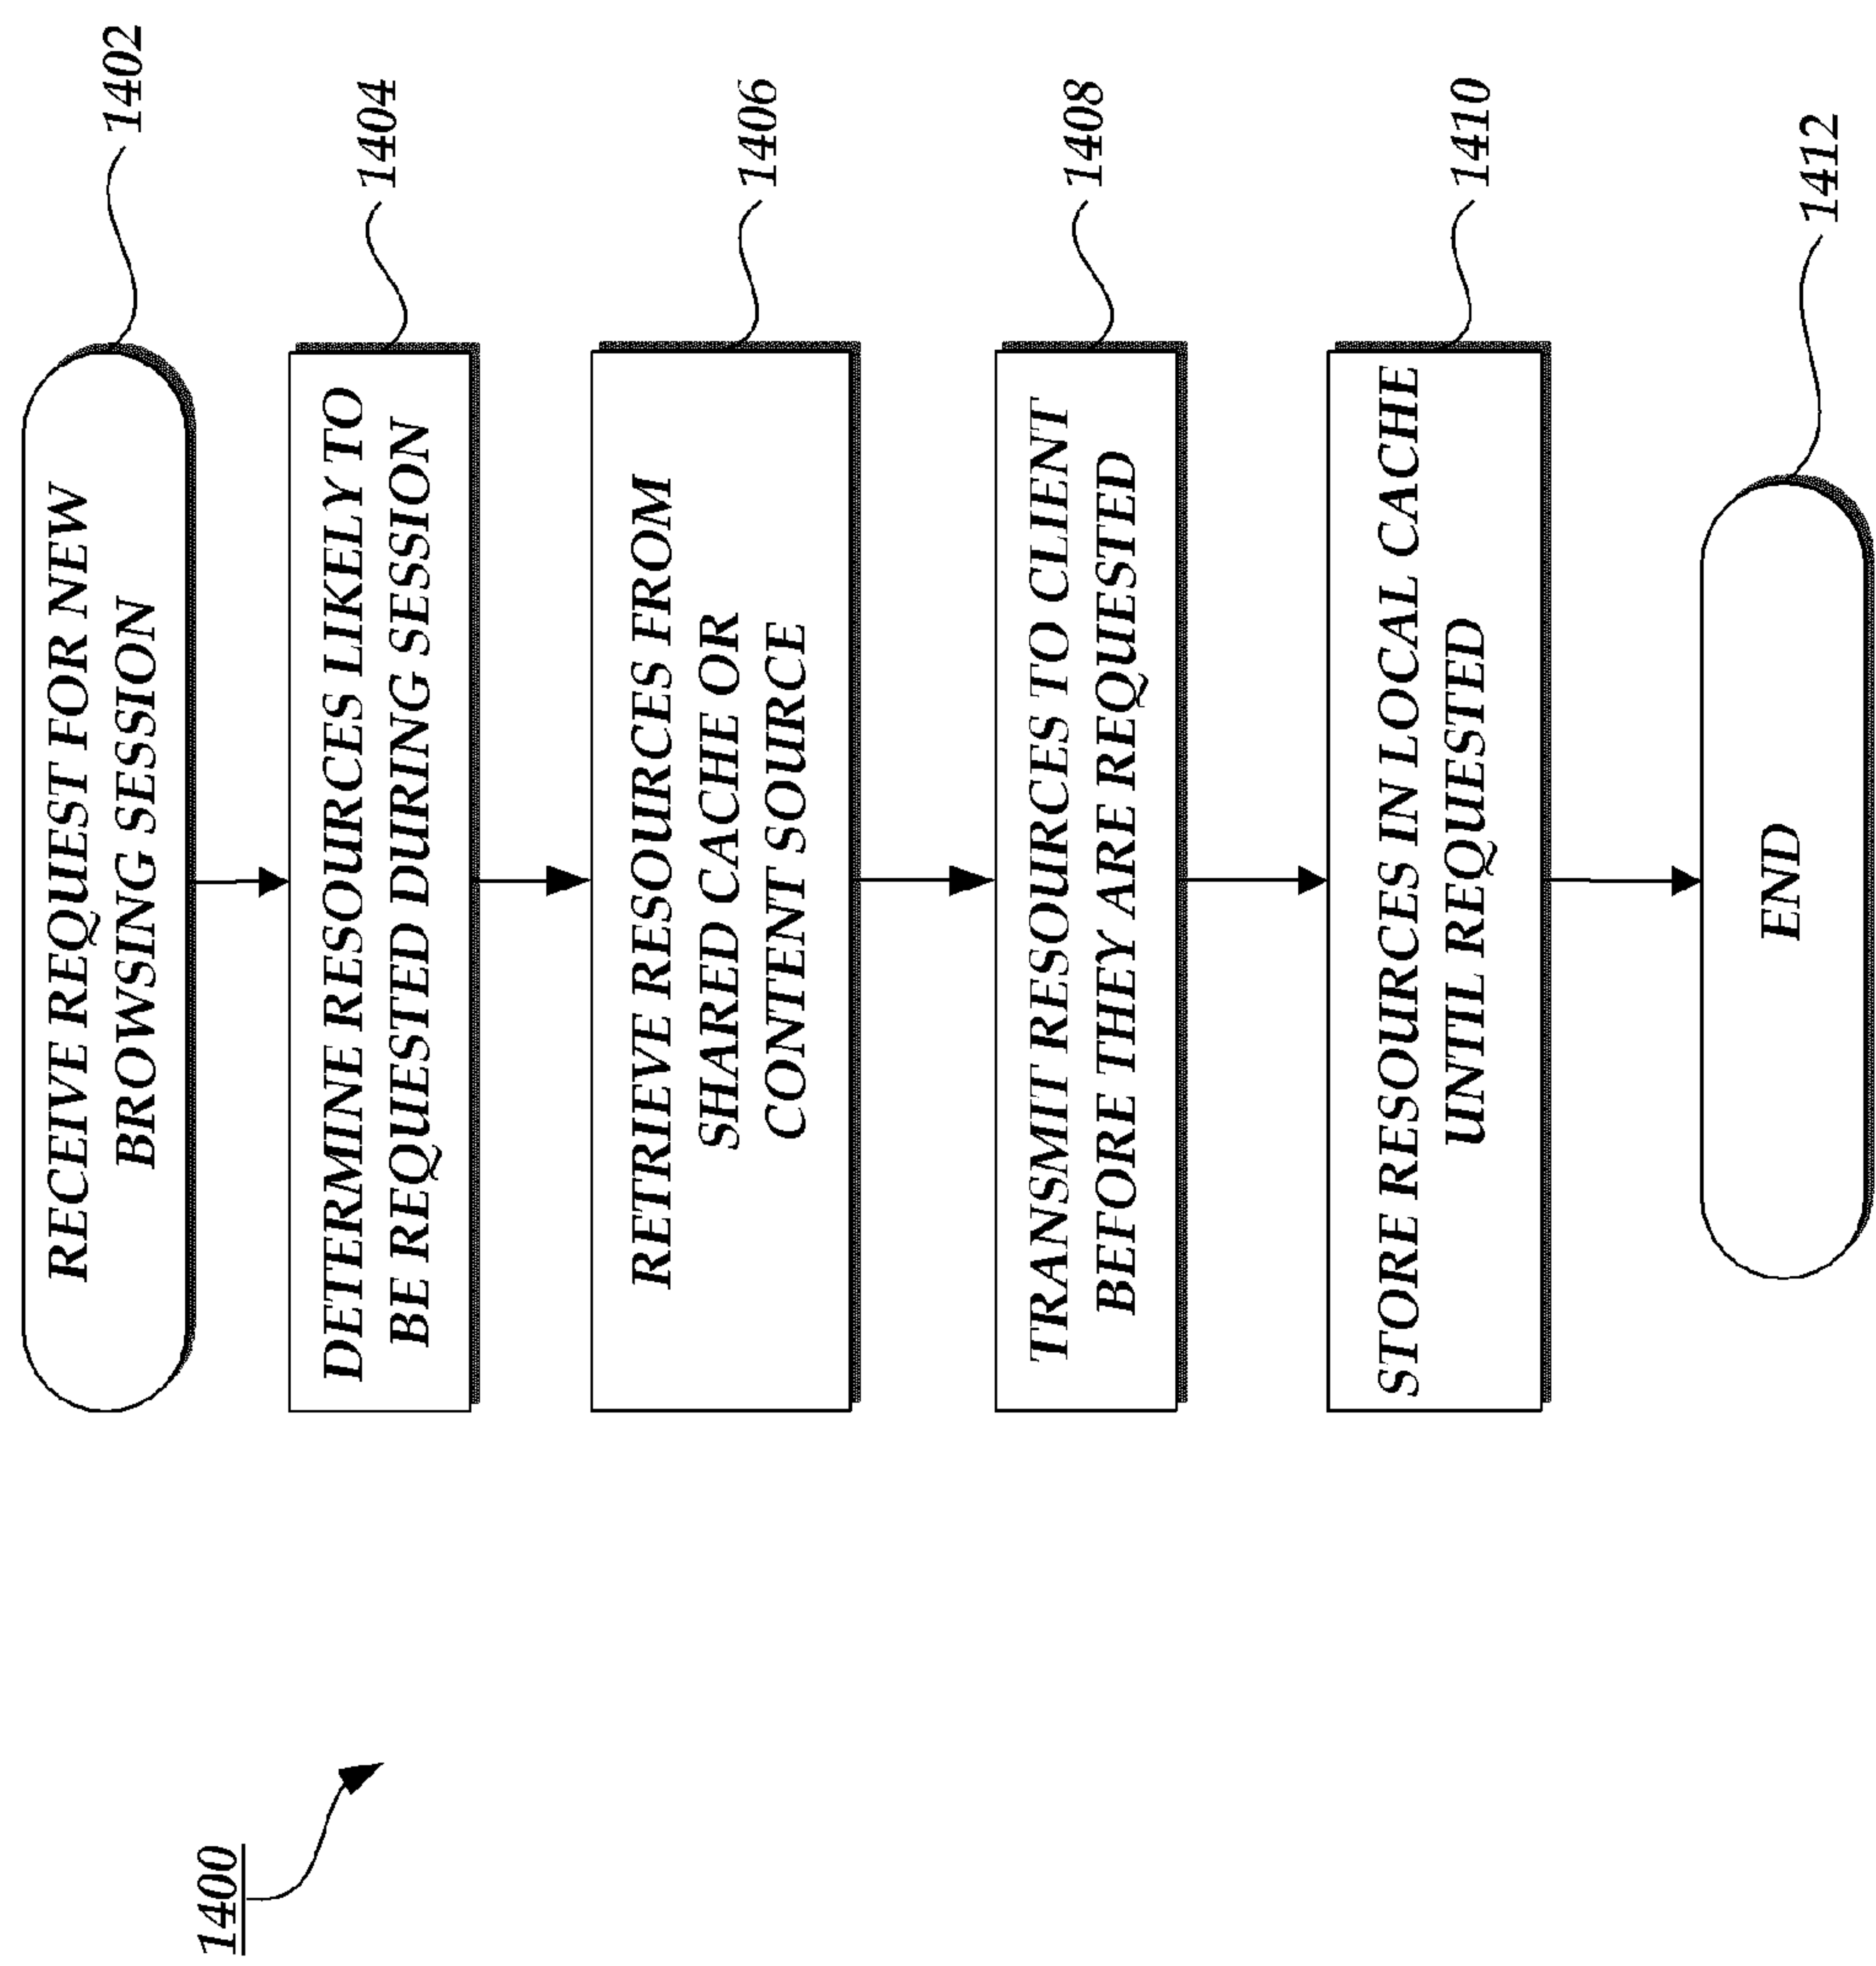 1400
RECEIVE REQUEST FOR NEW
BROWSING SESSION
1402
DETERMINE RESOURCES LIKELY TO
BE REQUESTED DURING SESSION
1404
RETRIEVE RESOURCES FROM
SHARED CACHE OR
CONTENT SOURCE
1406
TRANSMIT RESOURCES TO CLIENT
BEFORE THEY ARE REQUESTED
1408
STORE RESOURCES IN LOCAL CACHE
UNTIL REQUESTED
1410
END
1412